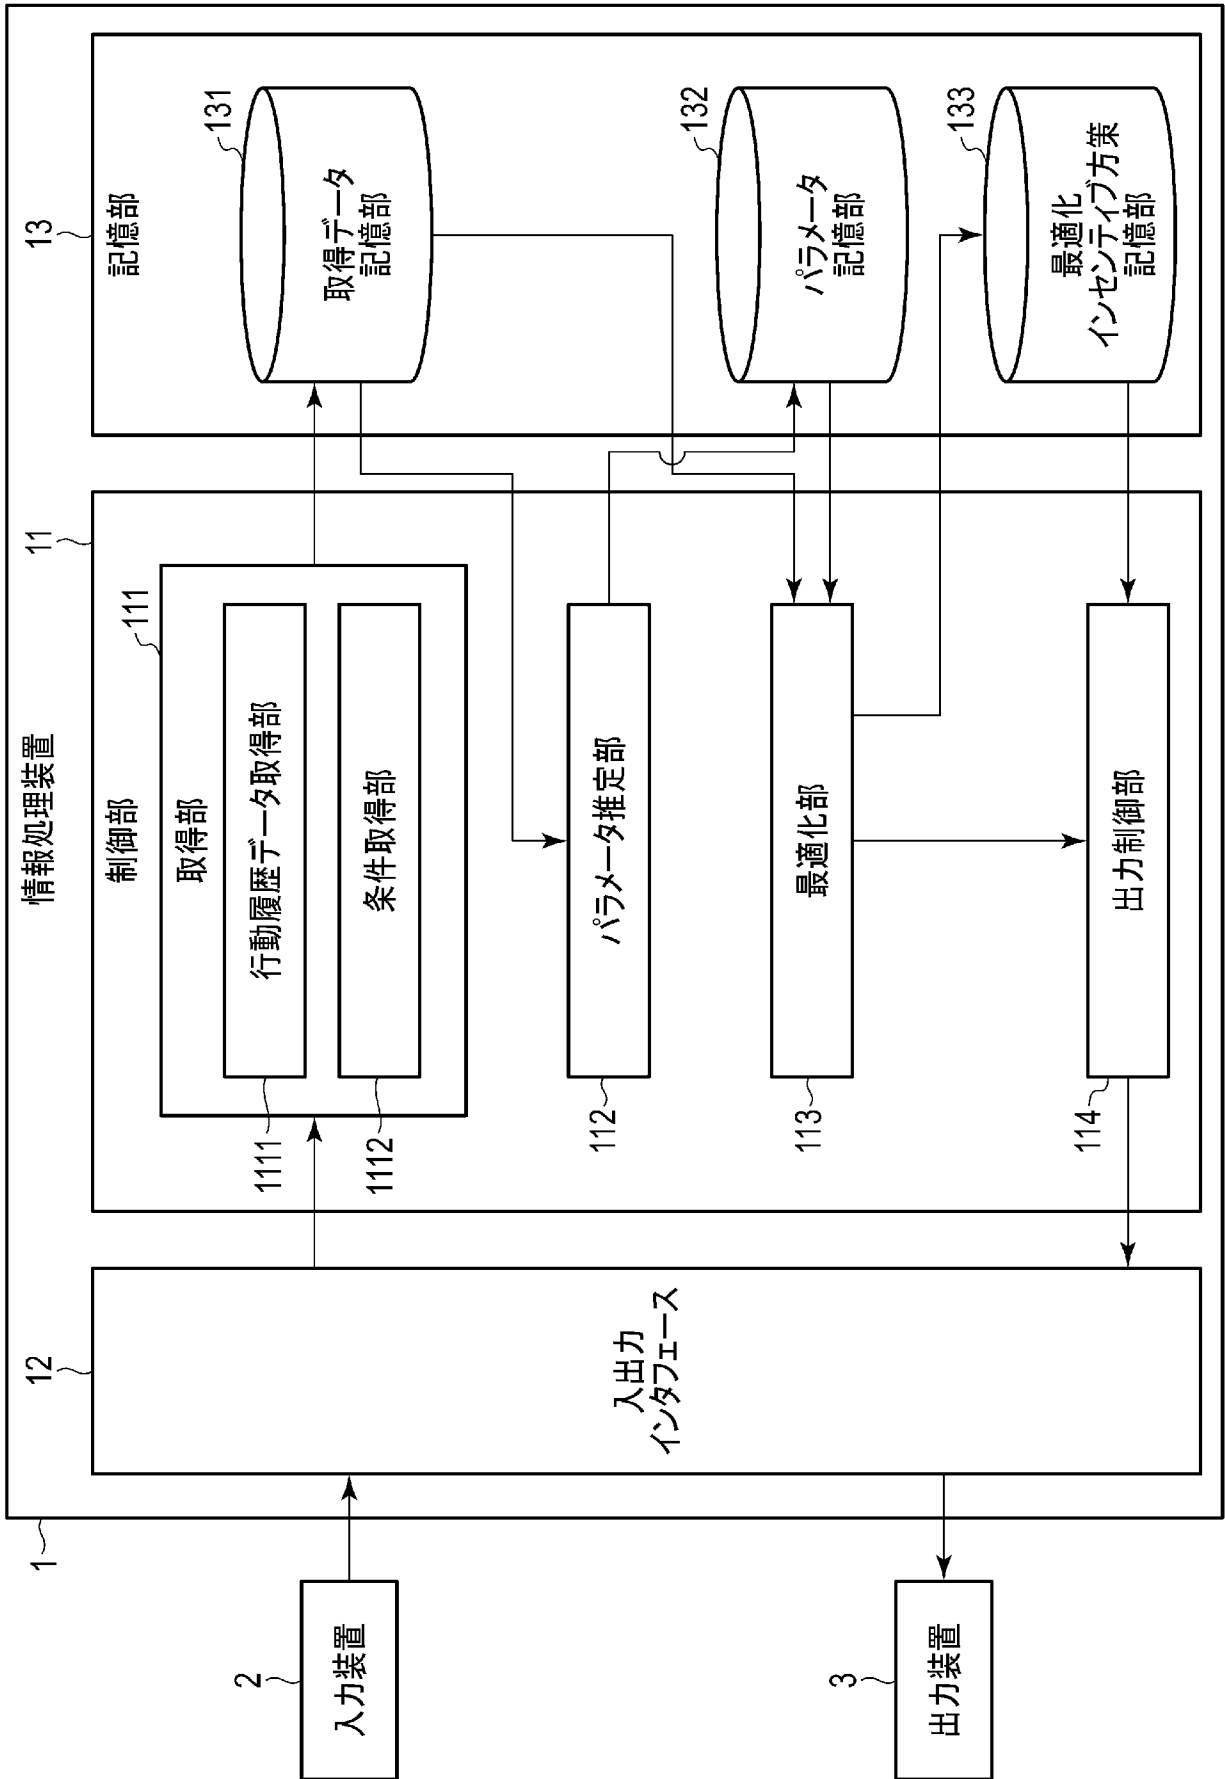 情報処理装置
1
2
入力装置
3
出力装置
12
入出力
インタフェース
11
制御部
111
取得部
1111
行動履歴データ取得部
1112
条件取得部
112
パラメータ推定部
113
最適化部
114
出力制御部
13
記憶部
131
取得データ
記憶部
132
パラメータ
記憶部
133
最適化
インセンティブ方策
記憶部